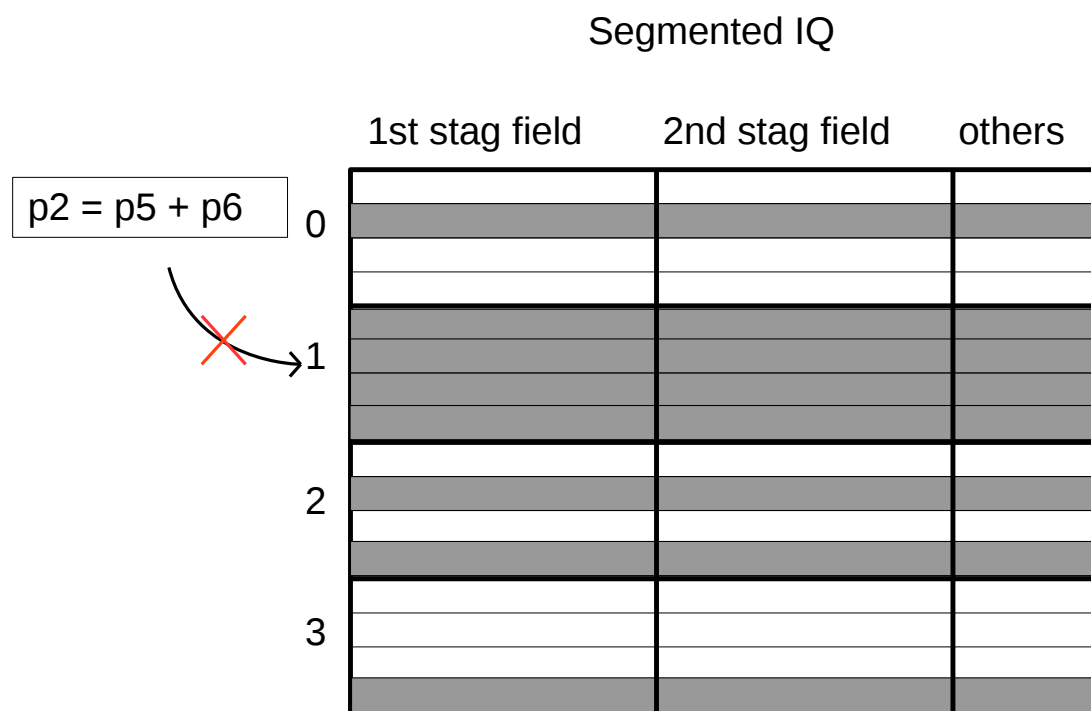 Segmented IQ
1st stag field 2nd stag field others
p2 = p5 + p6
0
1
2
3